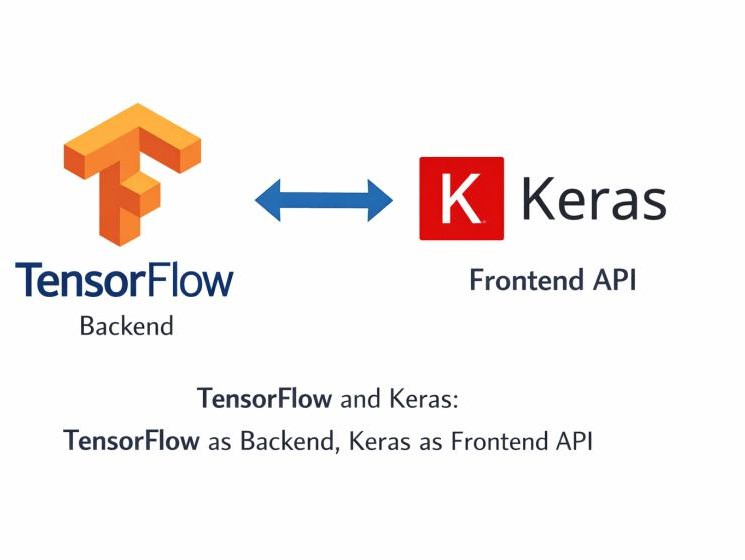 K Keras
TensorFlow
Frontend API
Backend
TensorFlow and Keras:
TensorFlow as Backend, Keras as Frontend API